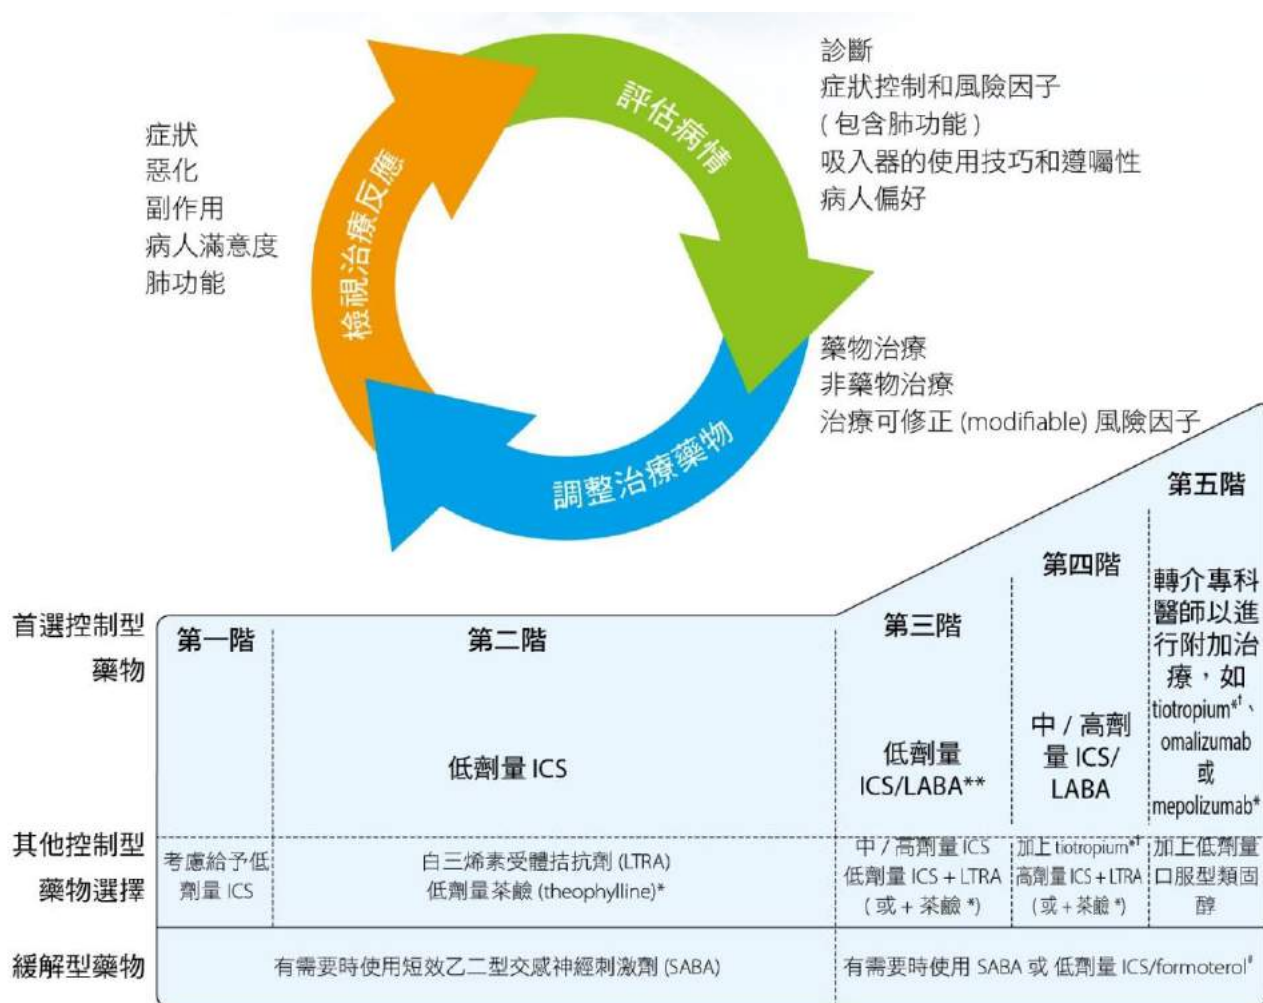 診斷
症狀控制和風險因子
( 包含肺功能 )
吸入器的使用技巧和遵囑性
病人偏好
評估病情
症狀
惡化
副作用
病人滿意度
肺功能
檢視治療反應
藥物治療
非藥物治療
治療可修正 (modifiable) 風險因子
調整治療藥物
首選控制型
藥物
第一階
第二階
低劑量 ICS
第三階
低劑量
ICS/LABA**
第四階
中 / 高劑
量 ICS/
LABA
第五階
轉介專科
醫師以進
行附加治
療，如
tiotropium*†、
omalizumab
或
mepolizumab*
其他控制型
藥物選擇
考慮給予低
劑量 ICS
白三烯素受體拮抗劑 (LTRA)
低劑量茶鹼 (theophylline)*
中 / 高劑量 ICS
低劑量 ICS + LTRA
( 或 + 茶鹼 *)
加上 tiotropium*†
高劑量 ICS + LTRA
(或 + 茶鹼 *)
加上低劑量
口服型類固
醇
緩解型藥物
有需要時使用短效乙二型交感神經刺激劑 (SABA)
有需要時使用 SABA 或 低劑量 ICS/formoterol#